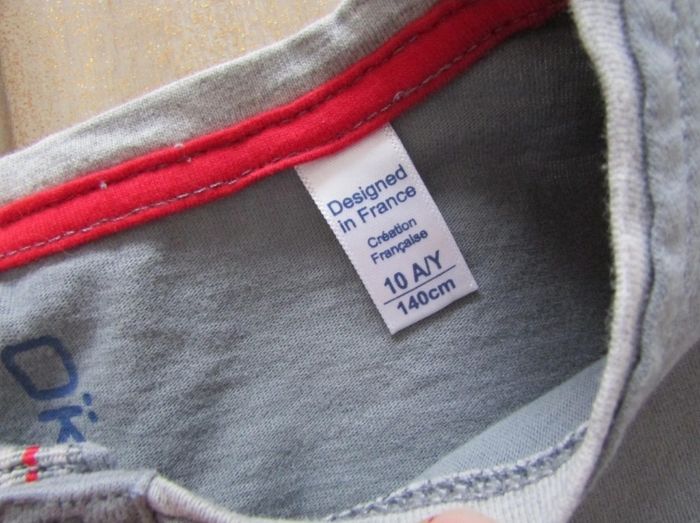 Designed
in France
Création
Française
10 A/Y
140cm